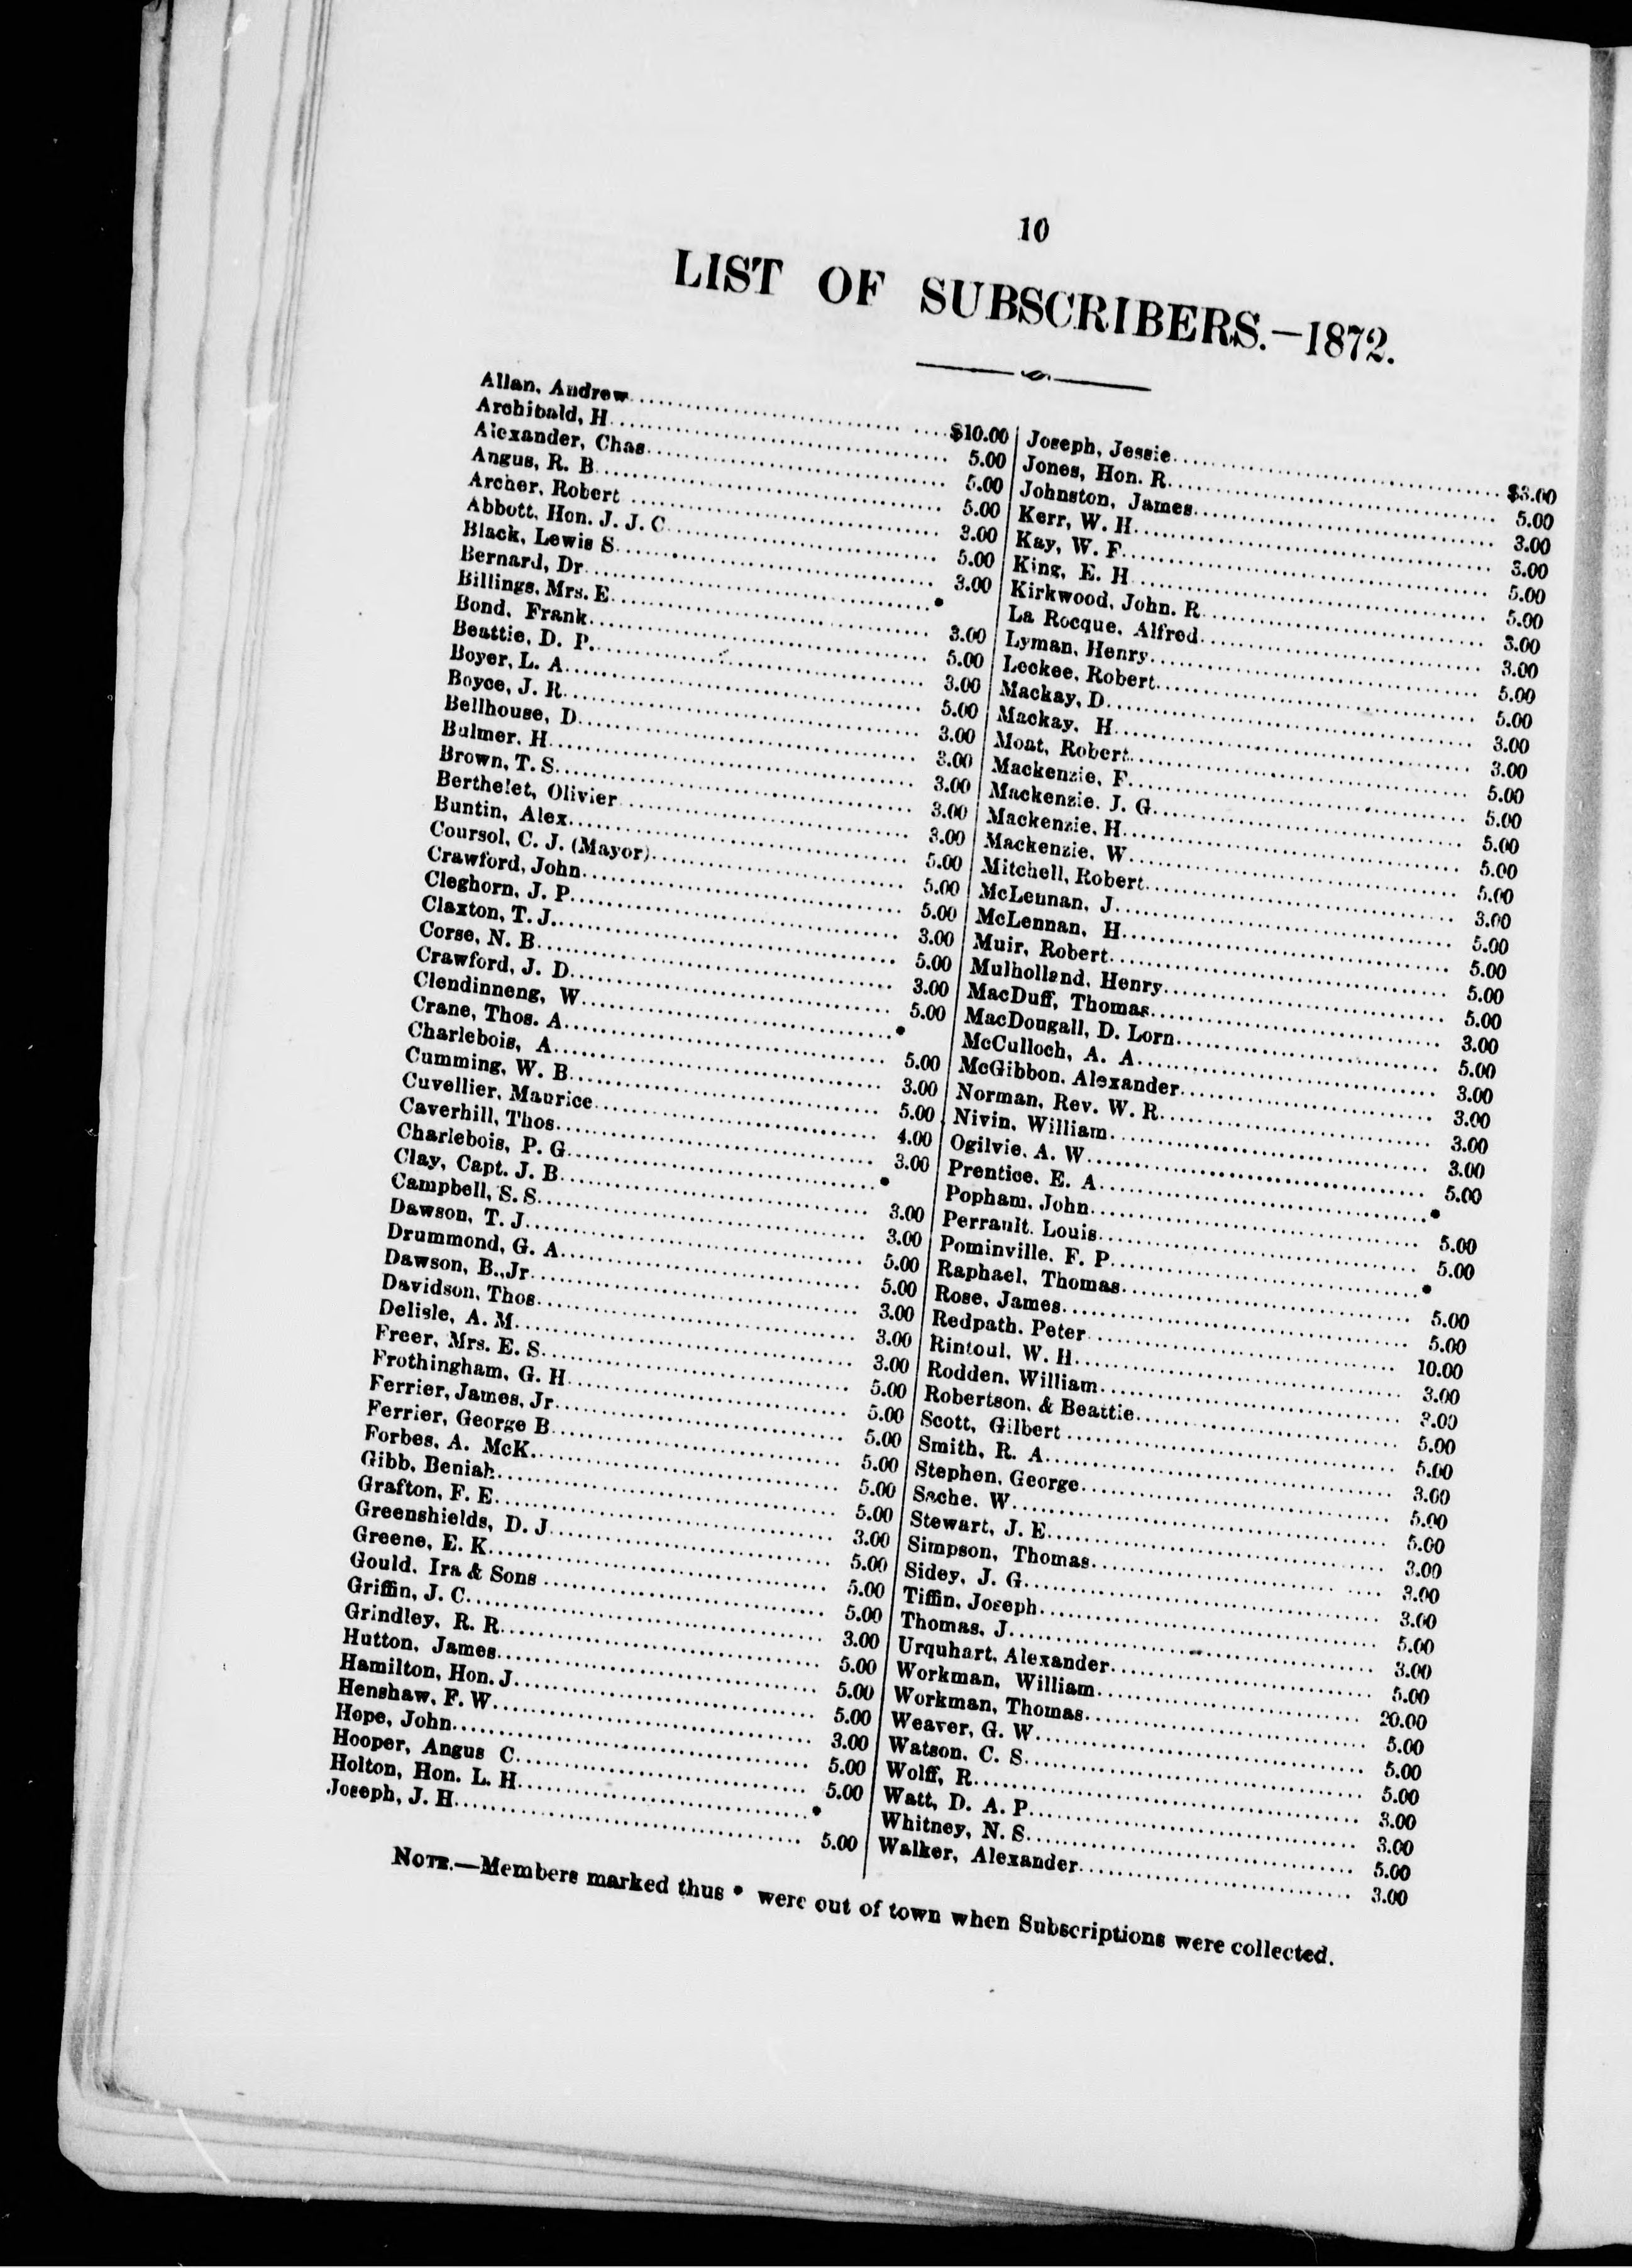 10
LIST OF SUBSCRIBERS.—1872.
Allan, Andrew........ $10.00
Archibald, H........ 5.00
Alexander, Chas........ 5.00
Angus, R. B........ 5.00
Archer, Robert........ 3.00
Abbott, Hon. J. J. C........ 5.00
Black, Lewis S........ 3.00
Bernard, Dr........ *
Billings, Mrs. E........ 3.00
Bond, Frank........ 5.00
Beattie, D. P........ 3.00
Boyer, L. A........ 5.00
Boyce, J. R........ 3.00
Bellhouse, D........ 3.00
Bulmer, H........ 3.00
Brown, T. S........ 3.00
Berthelet, Olivier........ 3.00
Buntin, Alex........ 5.00
Coursol, C. J. (Mayor)........ 5.00
Crawford, John........ 5.00
Cleghorn, J. P........ 3.00
Claxton, T. J........ 5.00
Corse, N. B........ 3.00
Crawford, J. D........ 5.00
Clendinneng, W........ *
Crane, Thos. A........ 5.00
Charlebois, A........ 3.00
Cumming, W. B........ 5.00
Cuvellier, Maurice........ 4.00
Caverhill, Thos........ 3.00
Charlebois, P. G........ *
Clay, Capt. J. B........ 3.00
Campbell, S. S........ 3.00
Dawson, T. J........ 5.00
Drummond, G. A........ 5.00
Dawson, B., Jr........ 3.00
Davidson, Thos........ 3.00
Delisle, A. M........ 3.00
Freer, Mrs. E. S........ 5.00
Frothingham, G. H........ 5.00
Ferrier, James, Jr........ 5.00
Ferrier, George B........ 5.00
Forbes, A. McK........ 5.00
Gibb, Beniah........ 5.00
Grafton, F. E........ 3.00
Greenshields, D. J........ 5.00
Greene, E. K........ 5.00
Gould, Ira & Sons........ 5.00
Griffin, J. C........ 3.00
Grindley, R. R........ 5.00
Hutton, James........ 5.00
Hamilton, Hon. J........ 5.00
Henshaw, F. W........ 3.00
Hope, John........ 5.00
Hooper, Angus C........ 5.00
Holton, Hon. L. H........ *
Joseph, J. H........ 5.00
Joseph, Jessie........ $3.00
Jones, Hon. R........ 5.00
Johnston, James........ 3.00
Kerr, W. H........ 3.00
Kay, W. F........ 5.00
King, E. H........ 5.00
Kirkwood, John. R........ 3.00
La Rocque, Alfred........ 3.00
Lyman, Henry........ 5.00
Leckee, Robert........ 5.00
Mackay, D........ 3.00
Mackay, H........ 3.00
Moat, Robert........ 5.00
Mackenzie, F........ 5.00
Mackenzie, J. G........ 5.00
Mackenzie, H........ 5.00
Mackenzie, W........ 5.00
Mitchell, Robert........ 3.00
McLennan, J........ 5.00
McLennan, H........ 5.00
Muir, Robert........ 5.00
Mulholland, Henry........ 5.00
MacDuff, Thomas........ 3.00
MacDougall, D. Lorn........ 5.00
McCulloch, A. A........ 3.00
McGibbon, Alexander........ 3.00
Norman, Rev. W. R........ 3.00
Nivin, William........ 3.00
Ogilvie, A. W........ 5.00
Prentice, E. A........ *
Popham, John........ 5.00
Perrault, Louis........ 5.00
Pominville, F. P........ *
Raphael, Thomas........ 5.00
Rose, James........ 5.00
Redpath, Peter........ 10.00
Rintoul, W. H........ 3.00
Rodden, William........ 3.00
Robertson, & Beattie........ 5.00
Scott, Gilbert........ 5.00
Smith, R. A........ 3.00
Stephen, George........ 5.00
Sache, W........ 5.00
Stewart, J. E........ 3.00
Simpson, Thomas........ 3.00
Sidey, J. G........ 3.00
Tiffin, Joseph........ 5.00
Thomas, J........ 3.00
Urquhart, Alexander........ 5.00
Workman, William........ 20.00
Workman, Thomas........ 5.00
Weaver, G. W........ 5.00
Watson, C. S........ 5.00
Wolff, R........ 3.00
Watt, D. A. P........ 3.00
Whitney, N. S........ 5.00
Walker, Alexander........ 3.00
NOTE.—Members marked thus * were out of town when Subscriptions were collected.